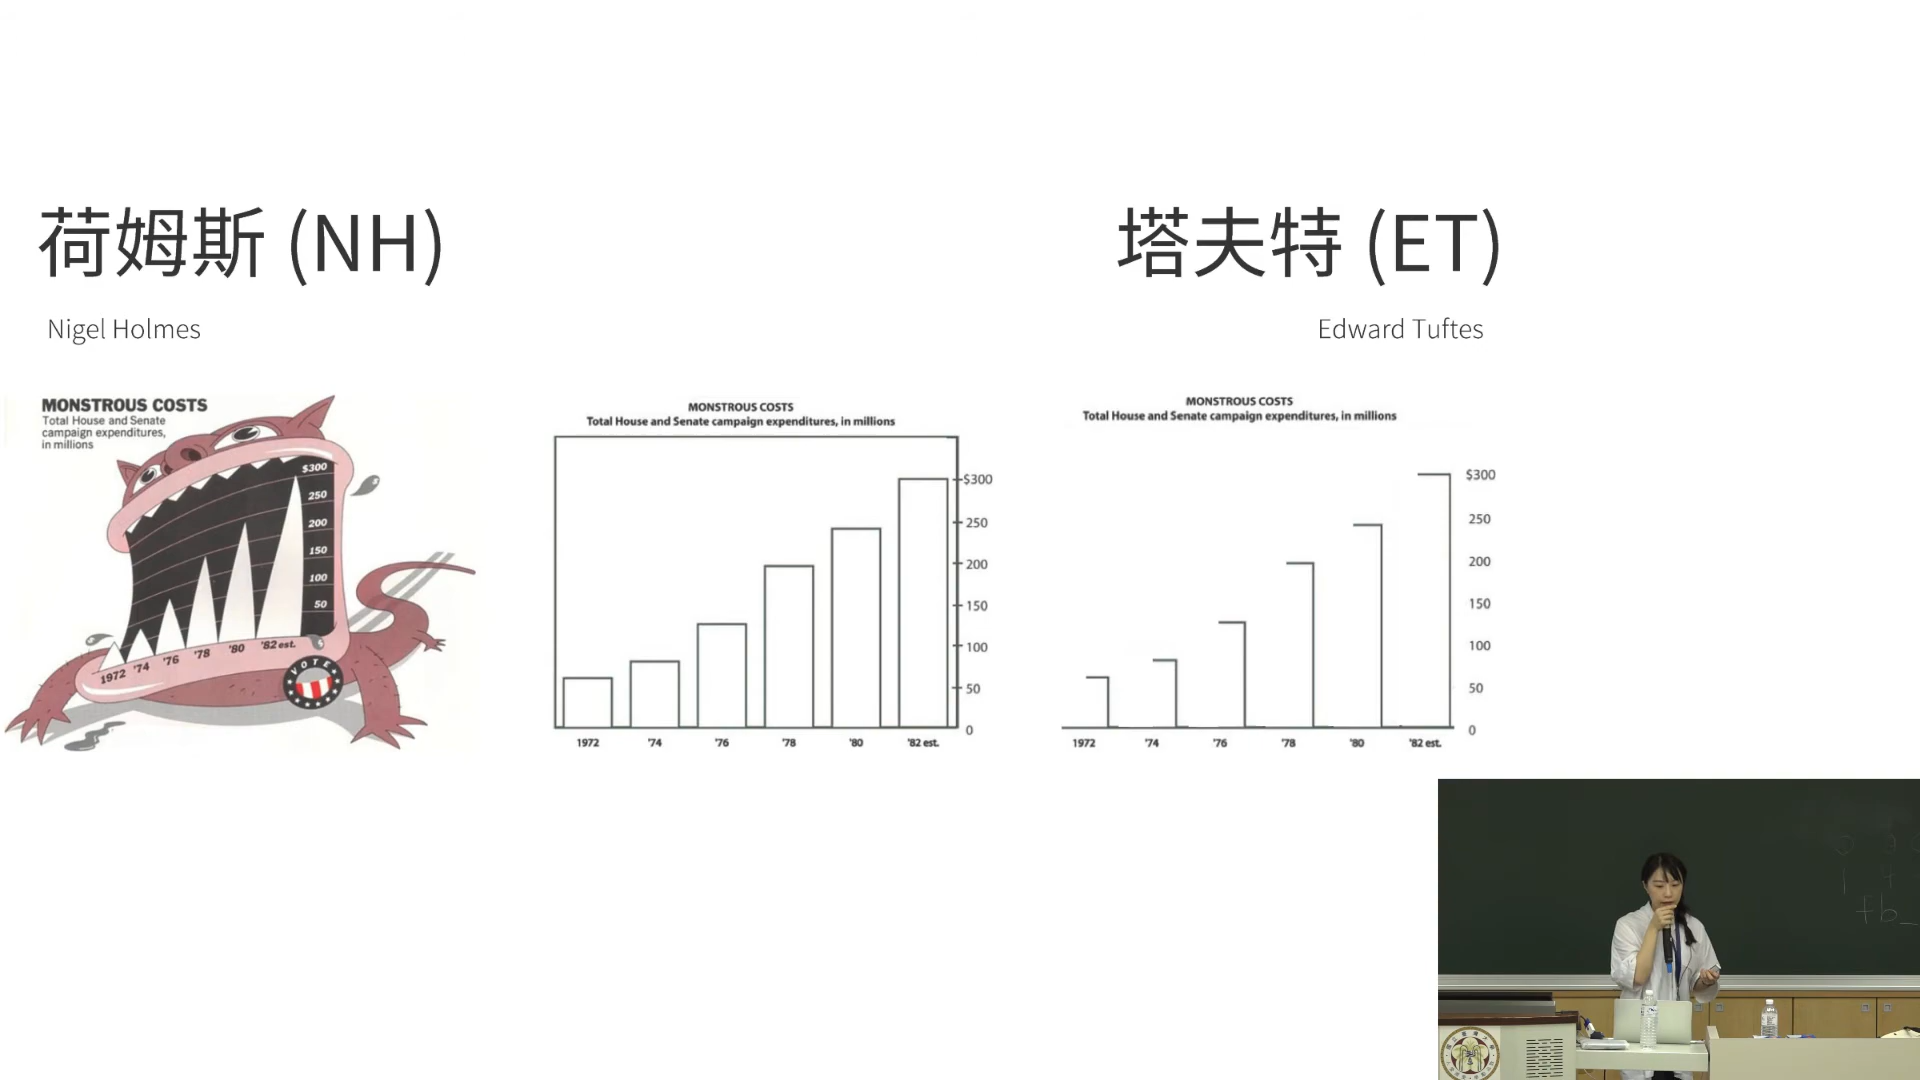 荷姆斯 (NH)
Nigel Holmes
塔夫特 (ET)
Edward Tuftes
MONSTROUS COSTS
Total House and Senate
campaign expenditures,
in millions
$300
250
200
150
100
50
1972 '74 '76 '78 '80 '82 est.
VOTE
MONSTROUS COSTS
Total House and Senate campaign expenditures, in millions
$300
250
200
150
100
50
0
1972 '74 '76 '78 '80 '82 est.
MONSTROUS COSTS
Total House and Senate campaign expenditures, in millions
$300
250
200
150
100
50
0
1972 '74 '76 '78 '80 '82 est.
fb_